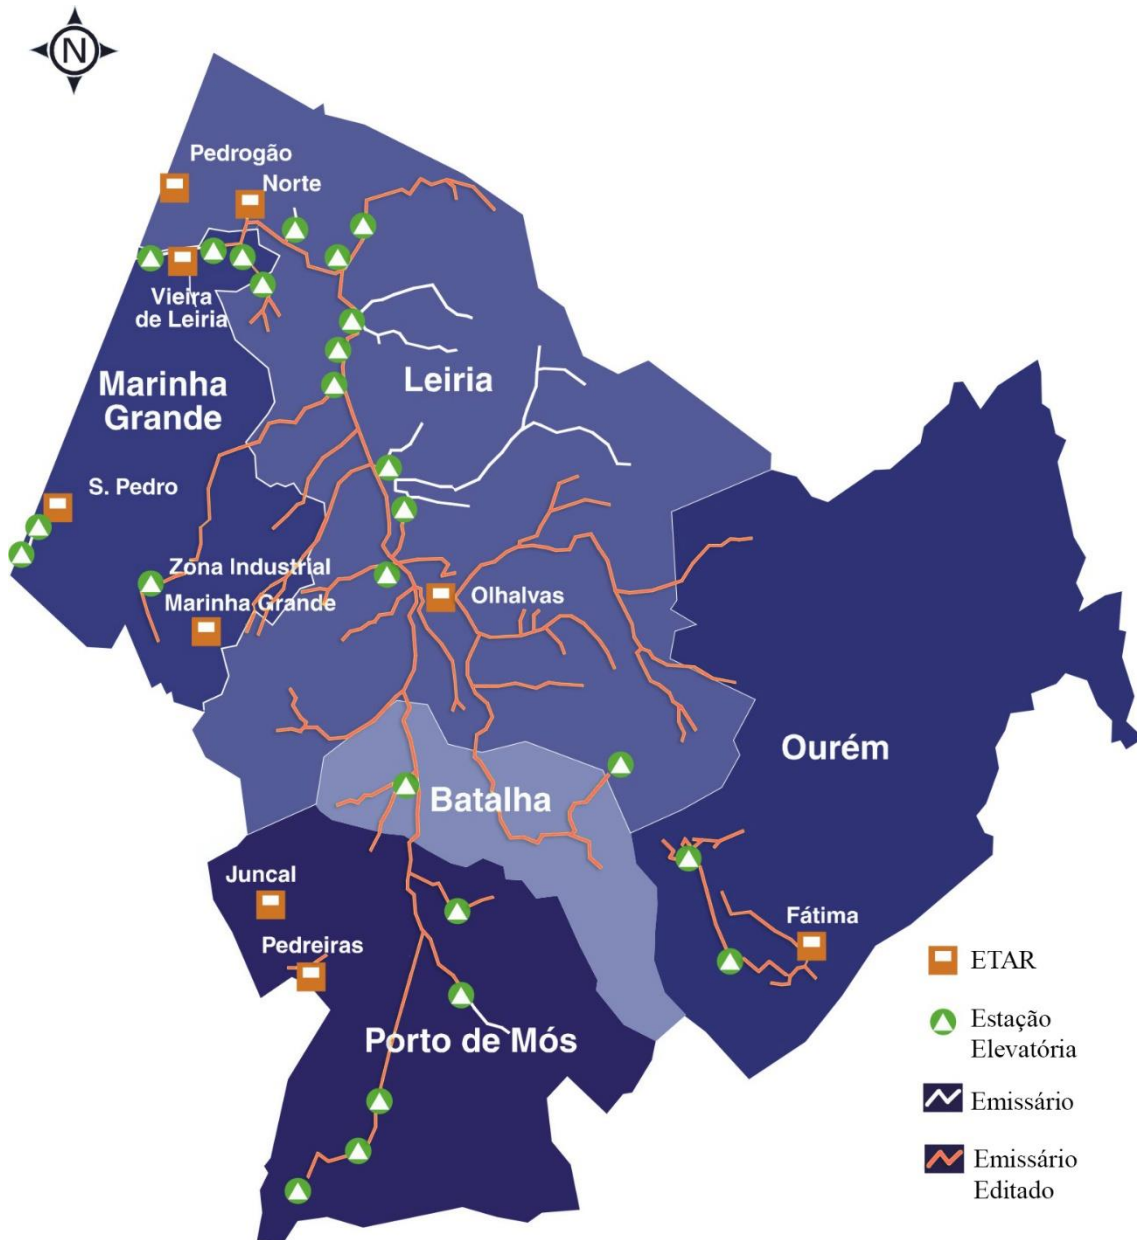 N
Pedrogão
Norte
Vieira
de Leiria
Marinha
Grande
Leiria
S. Pedro
Zona Industrial
Marinha Grande
Olhalvas
Ourém
Batalha
Juncal
Pedreiras
Fátima
Porto de Mós
ETAR
Estação
Elevatória
Emissário
Emissário
Editado